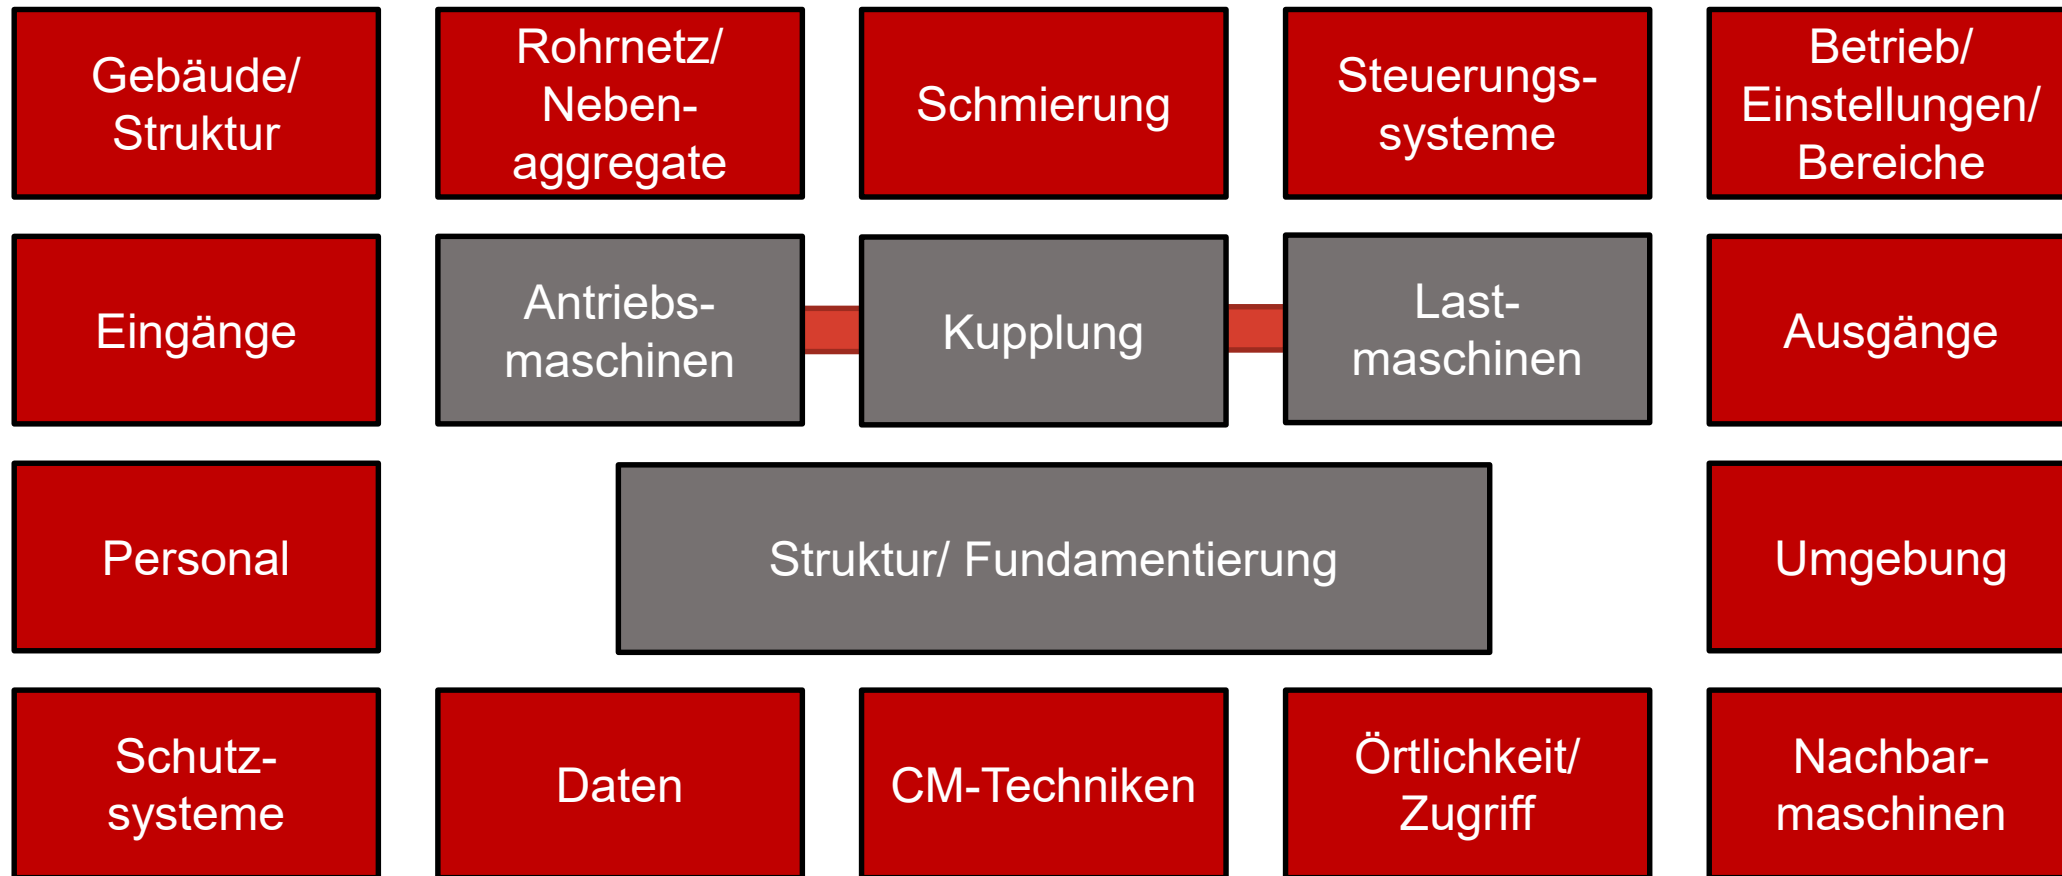 Gebäude/
Struktur
Rohrnetz/
Neben-
aggregate
Schmierung
Steuerungs-
systeme
Betrieb/
Einstellungen/
Bereiche
Eingänge
Antriebs-
maschinen
Kupplung
Last-
maschinen
Ausgänge
Personal
Struktur/ Fundamentierung
Umgebung
Schutz-
systeme
Daten
CM-Techniken
Örtlichkeit/
Zugriff
Nachbar-
maschinen